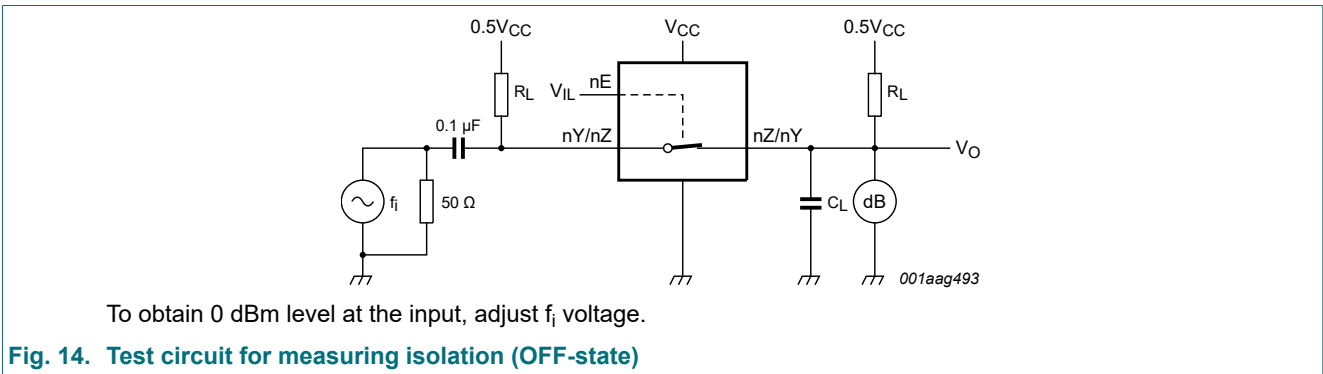 0.5VCC
VCC
0.5VCC
RL
VIL
nE
RL
0.1 µF
nY/nZ
nZ/nY
VO
fi
50 Ω
CL
dB
001aag493
To obtain 0 dBm level at the input, adjust fi voltage.
Fig. 14. Test circuit for measuring isolation (OFF-state)